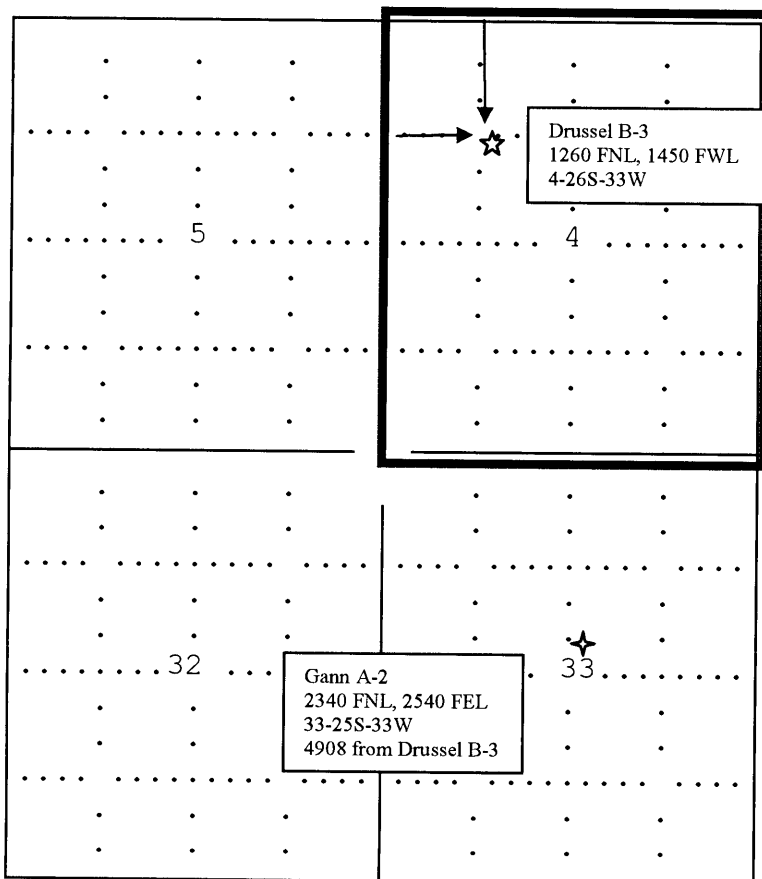 Drussel B-3
1260 FNL, 1450 FWL
4-26S-33W
5
4
32
33
Gann A-2
2340 FNL, 2540 FEL
33-25S-33W
4908 from Drussel B-3